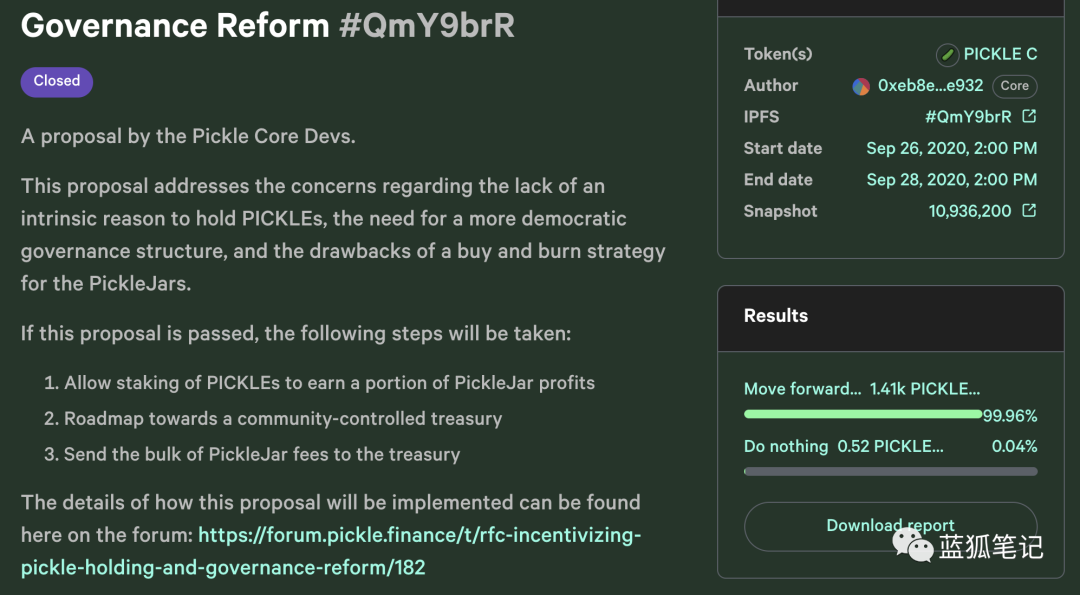 Governance Reform #QmY9brR
Closed
A proposal by the Pickle Core Devs.
This proposal addresses the concerns regarding the lack of an
intrinsic reason to hold PICKLEs, the need for a more democratic
governance structure, and the drawbacks of a buy and burn strategy
for the PickleJars.
If this proposal is passed, the following steps will be taken:
1. Allow staking of PICKLEs to earn a portion of PickleJar profits
2. Roadmap towards a community-controlled treasury
3. Send the bulk of PickleJar fees to the treasury
The details of how this proposal will be implemented can be found
here on the forum: https://forum.pickle.finance/t/rfc-incentivizing-
pickle-holding-and-governance-reform/182
Token(s) PICKLE C
Author 0xeb8e...e932 Core
IPFS #QmY9brR
Start date Sep 26, 2020, 2:00 PM
End date Sep 28, 2020, 2:00 PM
Snapshot 10,936,200
Results
Move forward... 1.41k PICKLE...
99.96%
Do nothing 0.52 PICKLE... 0.04%
Download report
蓝狐笔记